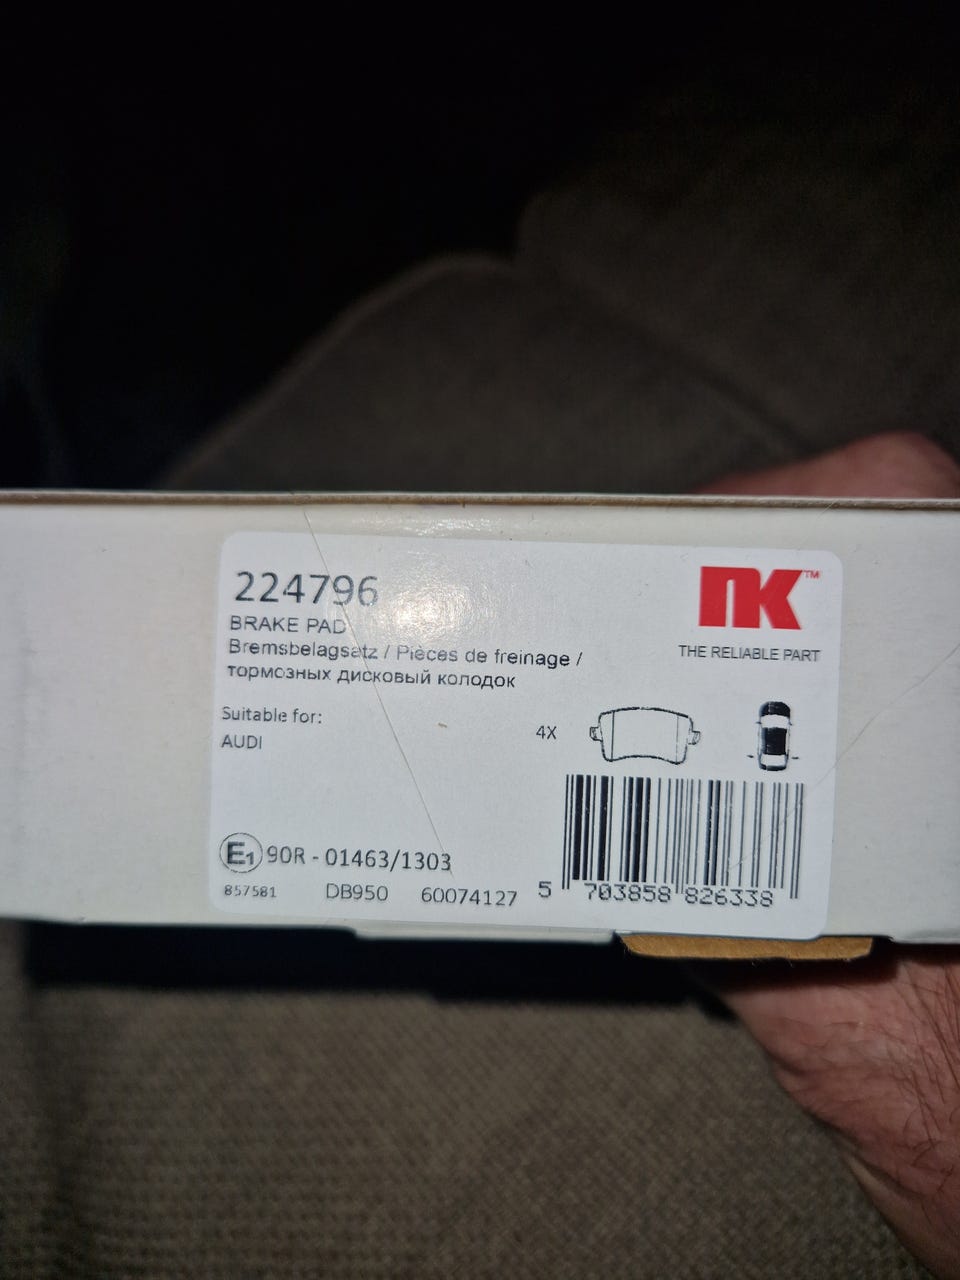 224796
BRAKE PAD
Bremsbelagsatz / Pièces de freinage /
тормозных дисковый колодок
NK™
THE RELIABLE PART
Suitable for:
AUDI
4X
E1 90R - 01463/1303
857581 DB950 60074127
5 703858 826338